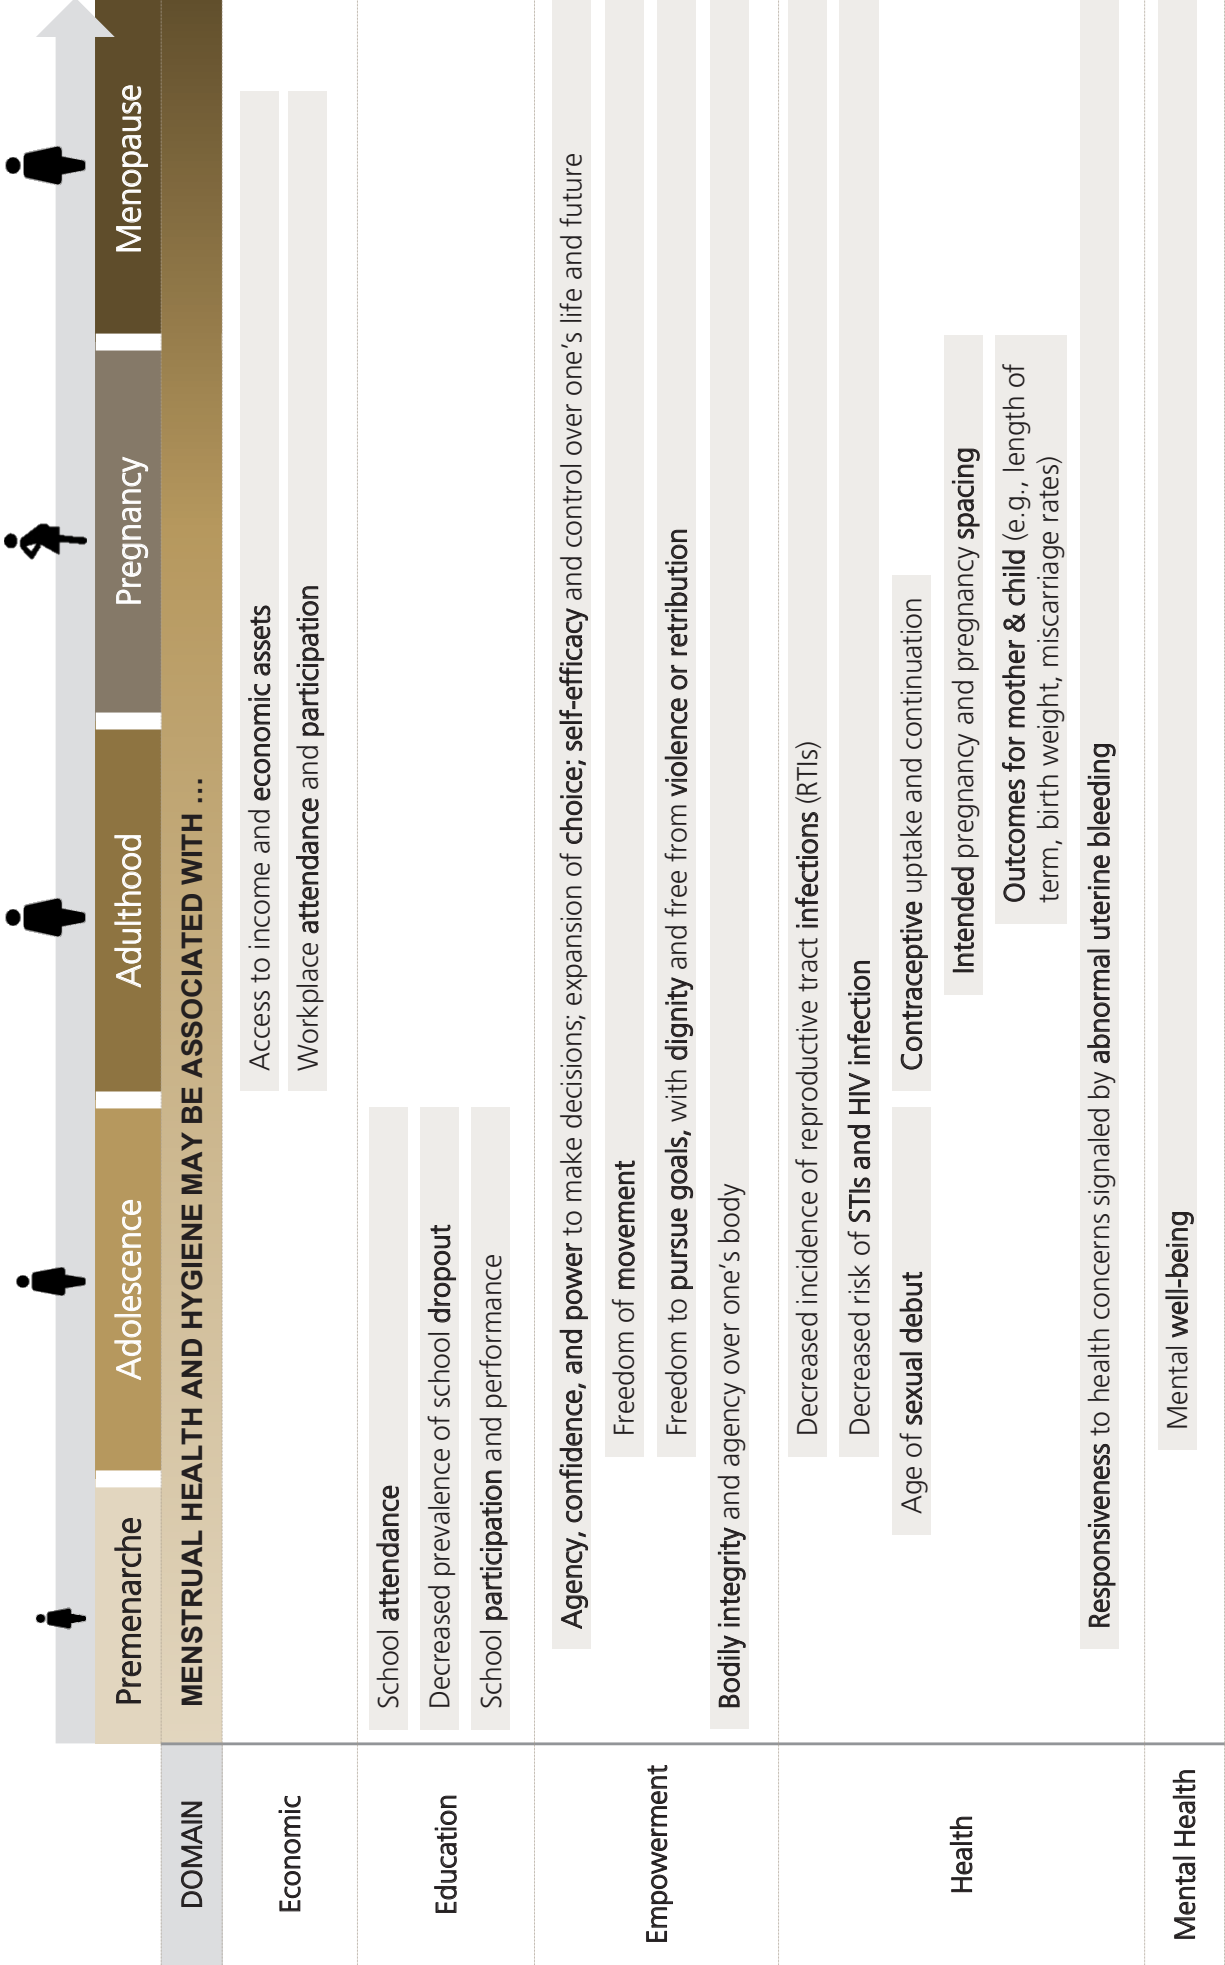 Premenarche
Adolescence
Adulthood
Pregnancy
Menopause
DOMAIN
MENSTRUAL HEALTH AND HYGIENE MAY BE ASSOCIATED WITH ...
Economic
Access to income and economic assets
Workplace attendance and participation
Education
School attendance
Decreased prevalence of school dropout
School participation and performance
Empowerment
Agency, confidence, and power to make decisions; expansion of choice; self-efficacy and control over one’s life and future
Freedom of movement
Freedom to pursue goals, with dignity and free from violence or retribution
Bodily integrity and agency over one’s body
Health
Decreased incidence of reproductive tract infections (RTIs)
Decreased risk of STIs and HIV infection
Age of sexual debut
Contraceptive uptake and continuation
Intended pregnancy and pregnancy spacing
Outcomes for mother & child (e.g., length of
term, birth weight, miscarriage rates)
Responsiveness to health concerns signaled by abnormal uterine bleeding
Mental Health
Mental well-being